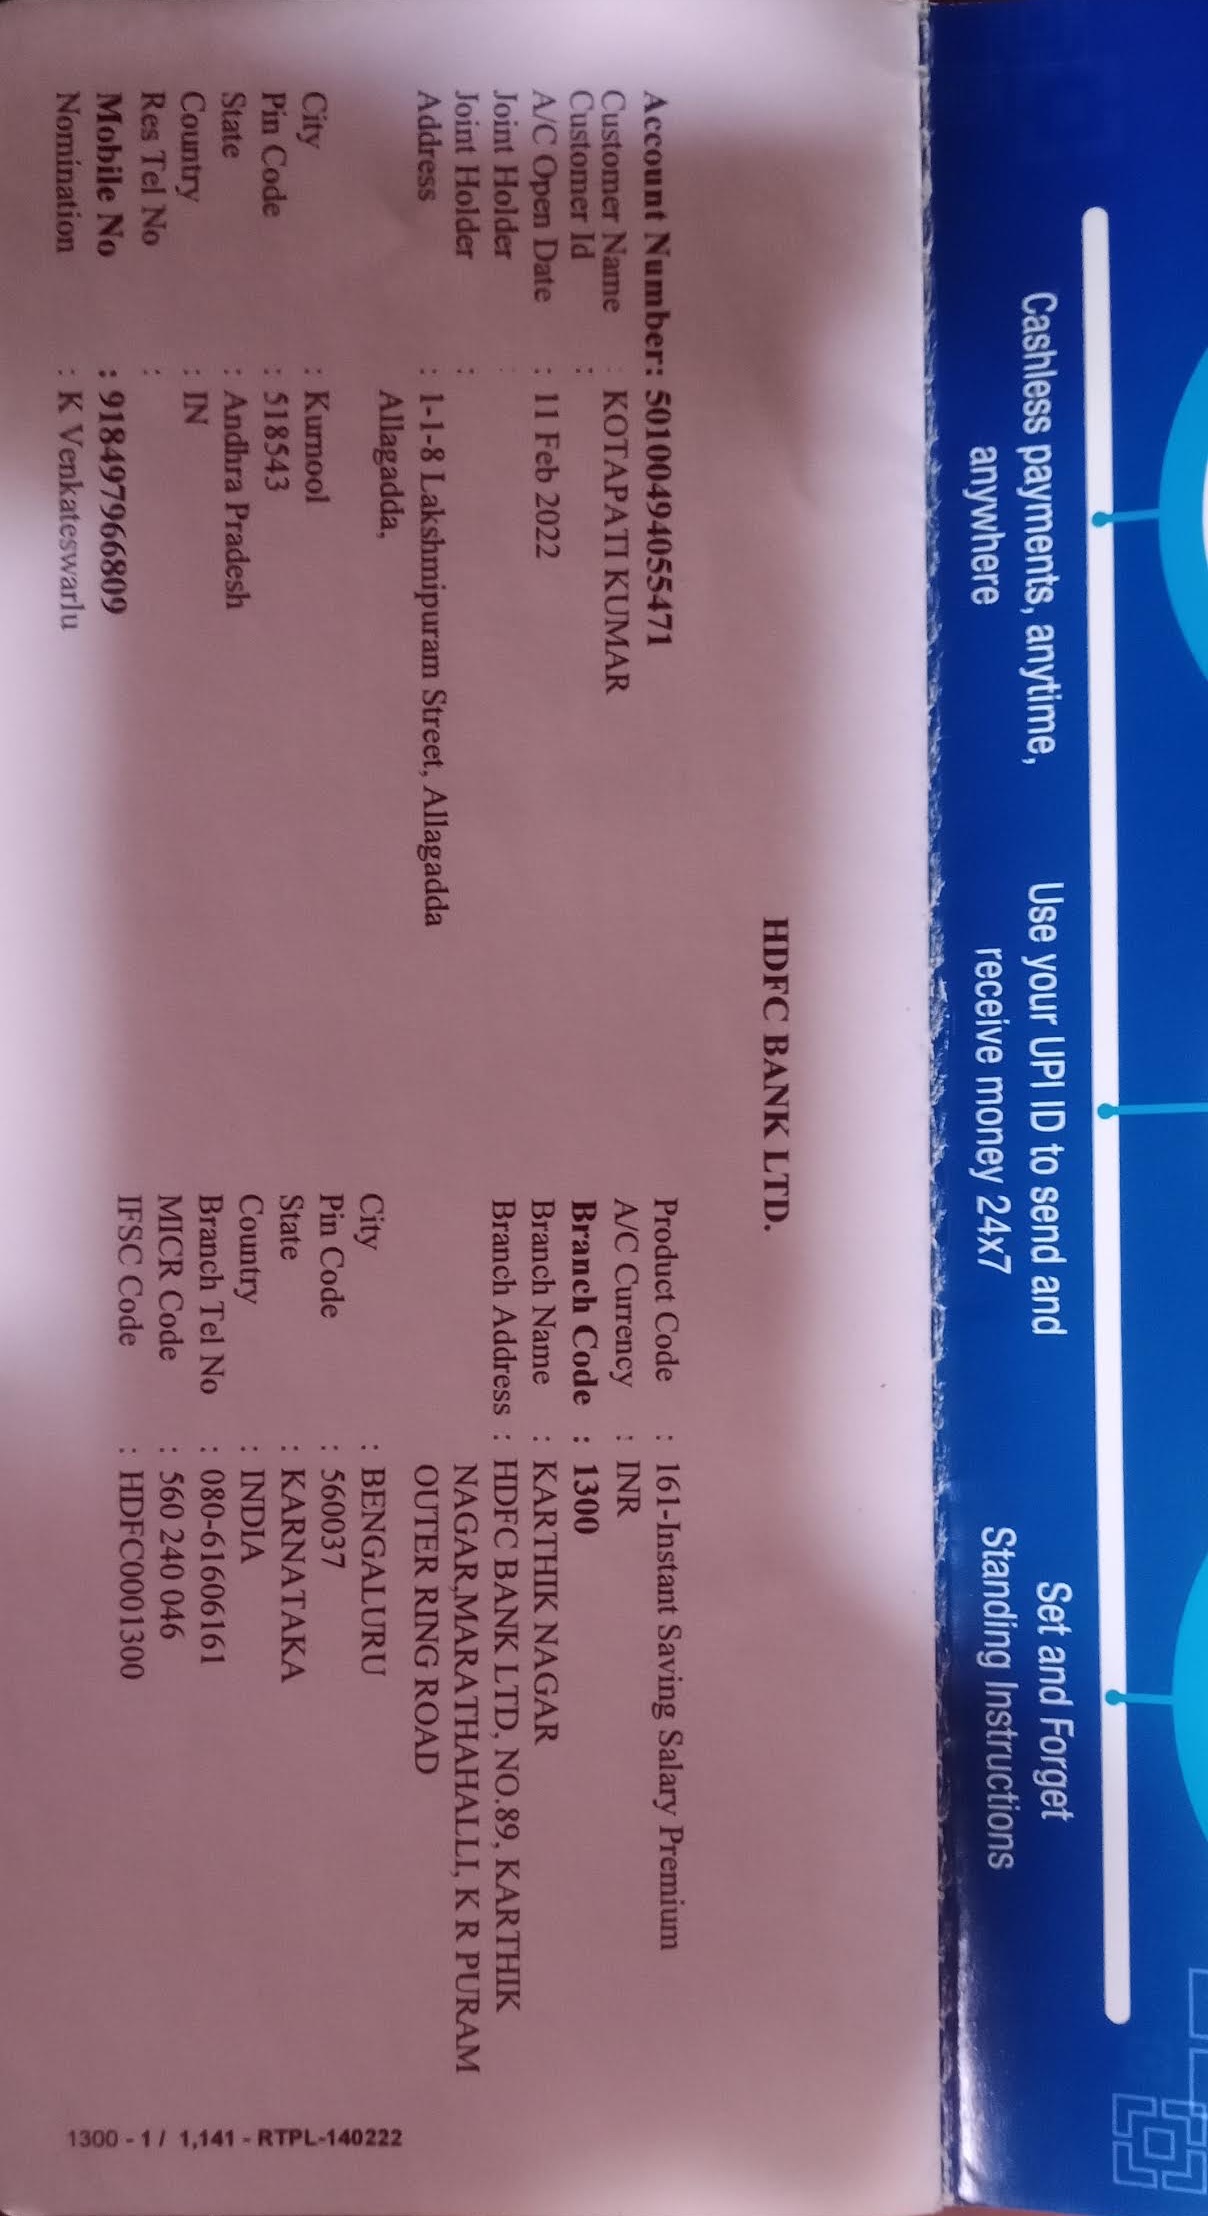 Cashless payments, anytime,
anywhere
Use your UPI ID to send and
receive money 24x7
Set and Forget
Standing Instructions
HDFC BANK LTD.
Account Number: 50100494055471
Customer Name : KOTAPATI KUMAR
Customer Id :
A/C Open Date : 11 Feb 2022
Joint Holder :
Joint Holder :
Address : 1-1-8 Lakshmipuram Street, Allagadda
Allagadda,
City : Kurnool
Pin Code : 518543
State : Andhra Pradesh
Country : IN
Res Tel No :
Mobile No : 918497966809
Nomination : K Venkateswarlu
Product Code : 161-Instant Saving Salary Premium
A/C Currency : INR
Branch Code : 1300
Branch Name : KARTHIK NAGAR
Branch Address : HDFC BANK LTD, NO.89, KARTHIK
NAGAR,MARATHAHALLI, K R PURAM
OUTER RING ROAD
City : BENGALURU
Pin Code : 560037
State : KARNATAKA
Country : INDIA
Branch Tel No : 080-61606161
MICR Code : 560 240 046
IFSC Code : HDFC0001300
1300 - 1 / 1,141 - RTPL-140222